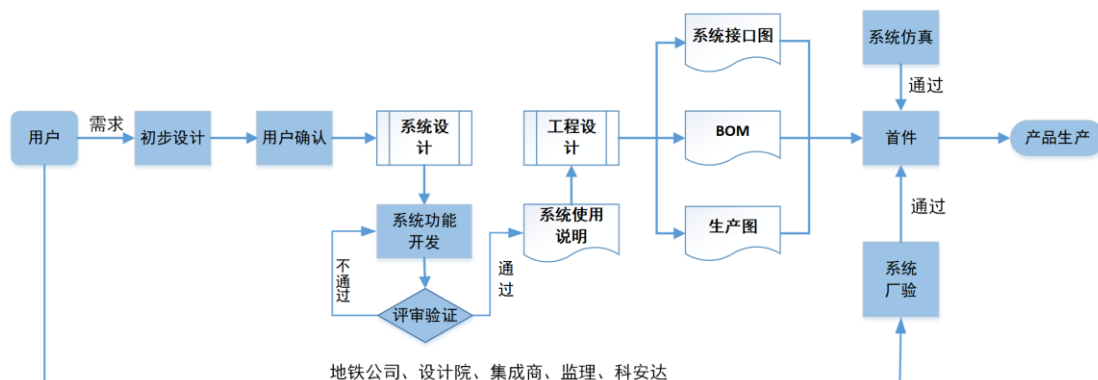 系统接口图
系统仿真
通过
用户
需求
初步设计
用户确认
系统设
计
工程设
计
BOM
首件
产品生产
系统功能
开发
不通过
评审验证
通过
系统使用
说明
生产图
通过
系统
厂验
地铁公司、设计院、集成商、监理、科安达